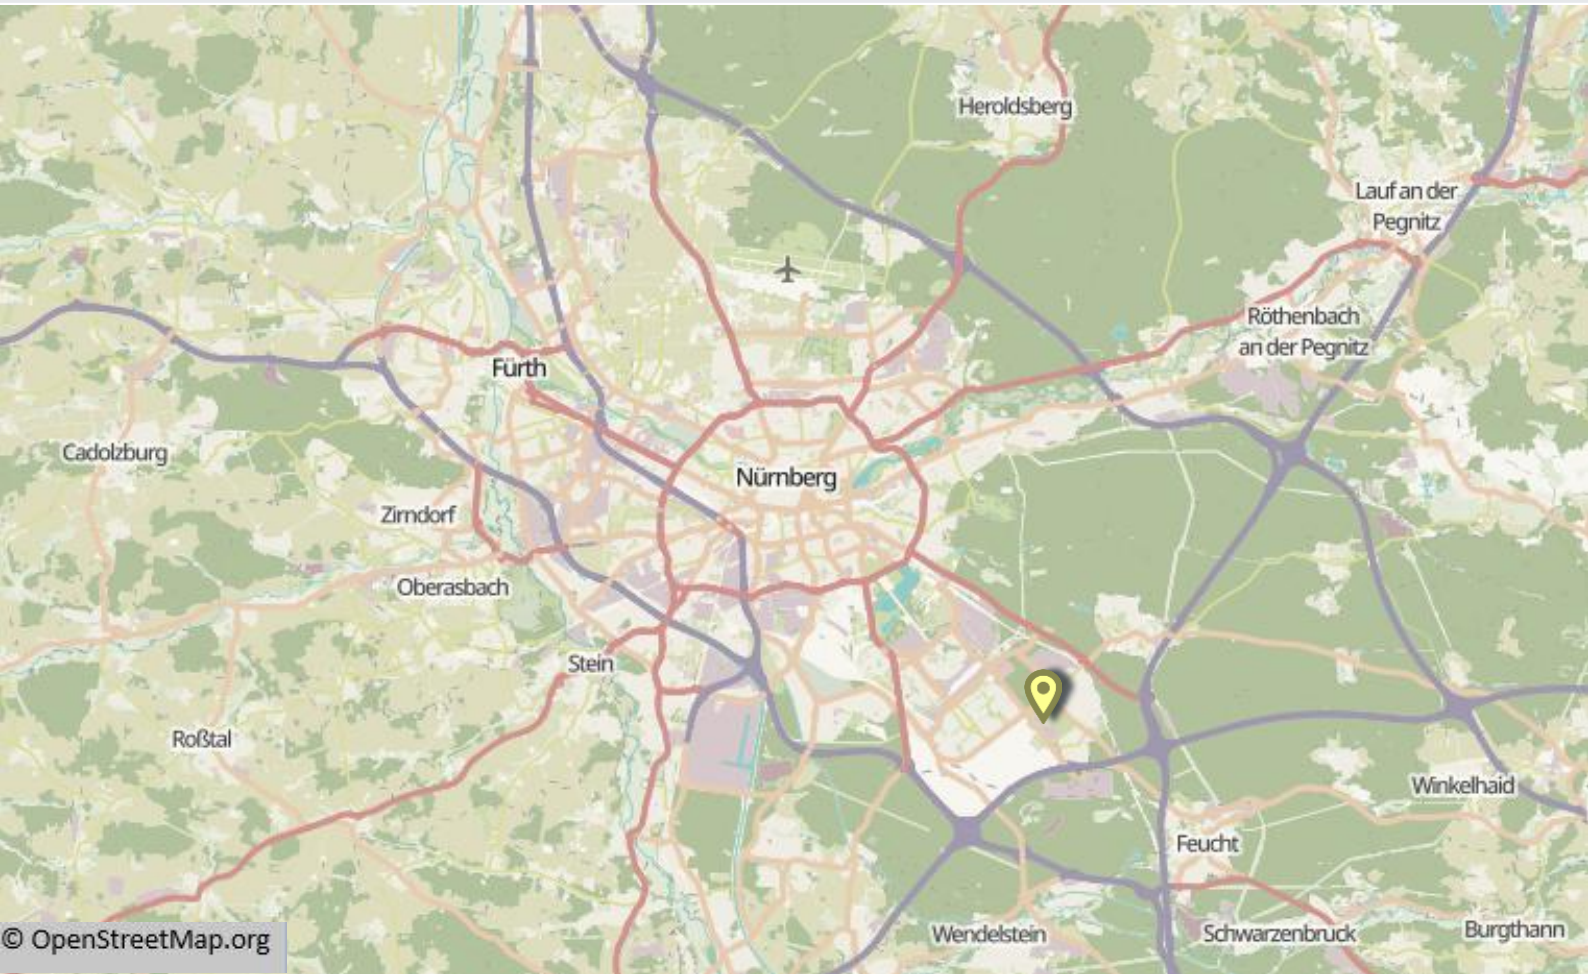 Heroldsberg
Lauf an der
Pegnitz
Röthenbach
an der Pegnitz
Fürth
Cadolzburg
Nürnberg
Zirndorf
Oberasbach
Stein
Roßtal
Winkelhaid
Feucht
Wendelstein
Schwarzenbruck
Burgthann
© OpenStreetMap.org